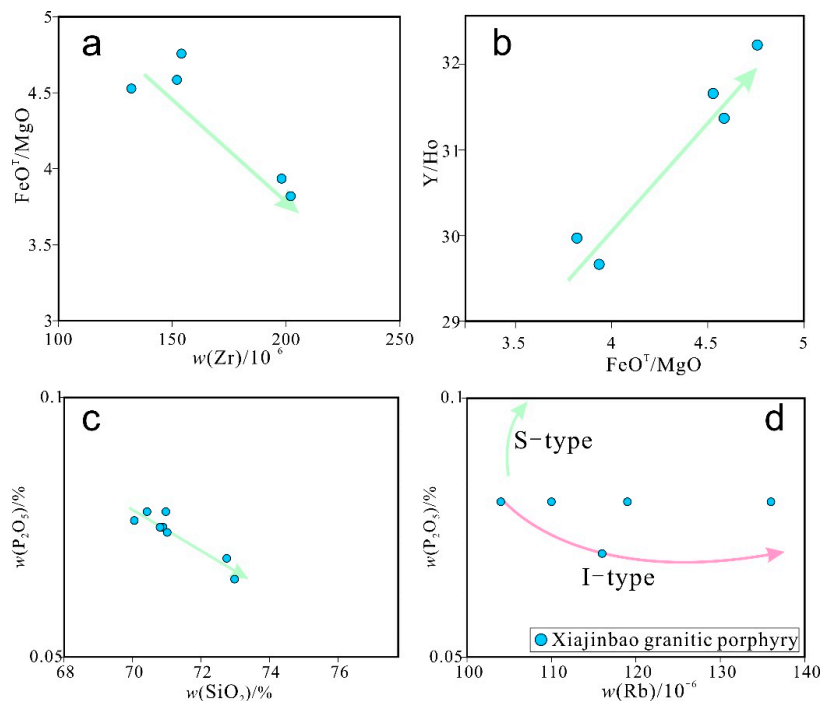 a
5
4.5
4
3.5
3
FeOᵀ/MgO
100
150
200
250
w(Zr)/10⁻⁶
b
32
31
30
29
Y/Ho
3.5
4
4.5
5
FeOᵀ/MgO
c
0.1
0.05
w(P₂O₅)/%
68
70
72
74
76
w(SiO₂)/%
d
0.1
S-type
I-type
w(P₂O₅)/%
Xiajinbao granitic porphyry
0.05
100
110
120
130
140
w(Rb)/10⁻⁶